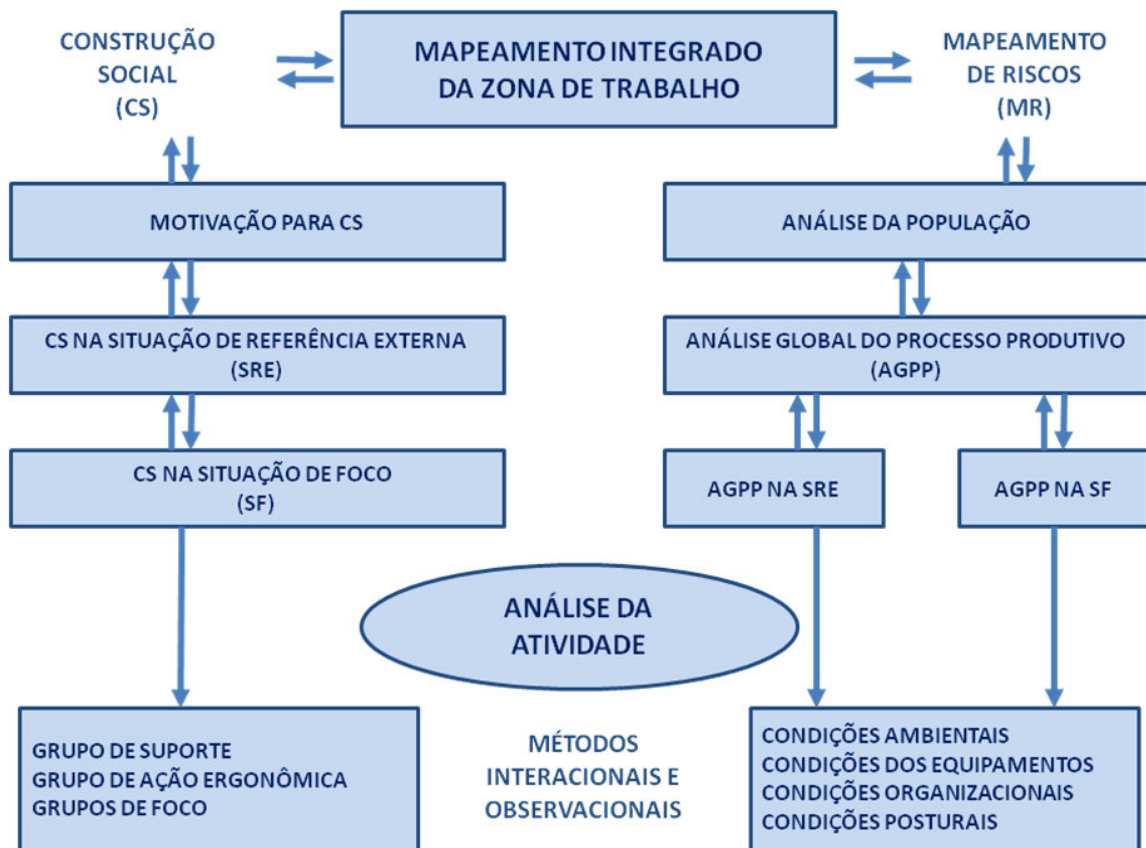 CONSTRUÇÃO
SOCIAL
(CS)
MAPEAMENTO INTEGRADO
DA ZONA DE TRABALHO
MAPEAMENTO
DE RISCOS
(MR)
MOTIVAÇÃO PARA CS
ANÁLISE DA POPULAÇÃO
CS NA SITUAÇÃO DE REFERÊNCIA EXTERNA
(SRE)
ANÁLISE GLOBAL DO PROCESSO PRODUTIVO
(AGPP)
CS NA SITUAÇÃO DE FOCO
(SF)
AGPP NA SRE
AGPP NA SF
ANÁLISE DA
ATIVIDADE
GRUPO DE SUPORTE
GRUPO DE AÇÃO ERGONÔMICA
GRUPOS DE FOCO
MÉTODOS
INTERACIONAIS E
OBSERVACIONAIS
CONDIÇÕES AMBIENTAIS
CONDIÇÕES DOS EQUIPAMENTOS
CONDIÇÕES ORGANIZACIONAIS
CONDIÇÕES POSTURAIS